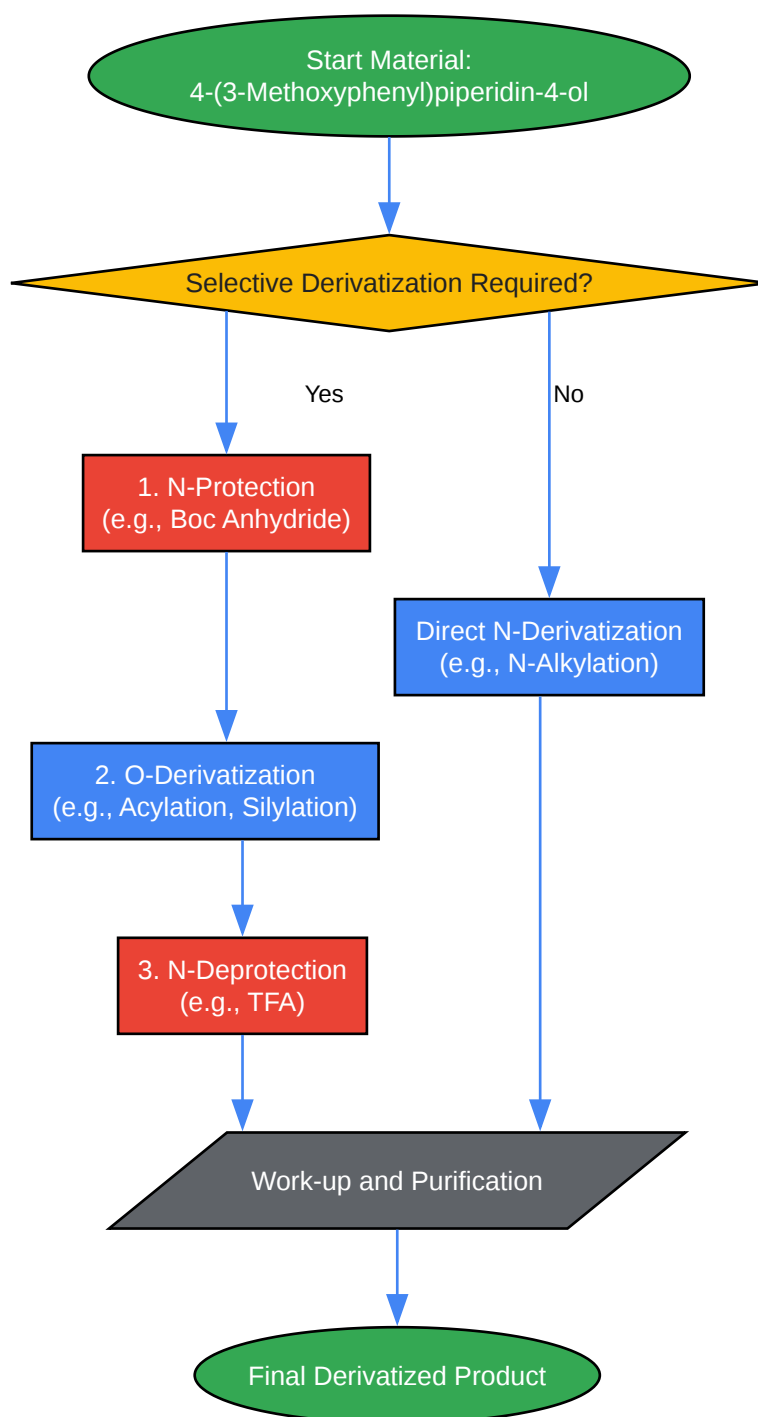 Start Material:
4-(3-Methoxyphenyl)piperidin-4-ol
Selective Derivatization Required?
Yes
No
1. N-Protection
(e.g., Boc Anhydride)
Direct N-Derivatization
(e.g., N-Alkylation)
2. O-Derivatization
(e.g., Acylation, Silylation)
3. N-Deprotection
(e.g., TFA)
Work-up and Purification
Final Derivatized Product